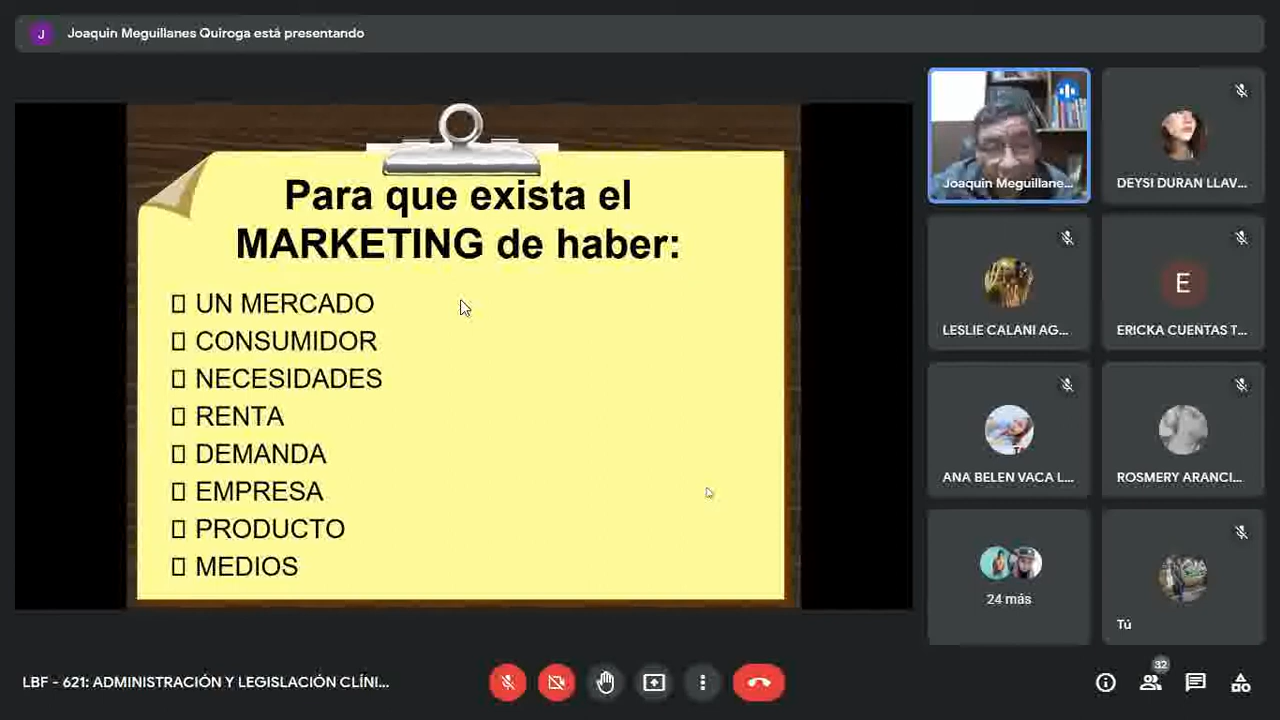 J
Joaquin Meguillanes Quiroga está presentando
Para que exista el
MARKETING de haber:
UN MERCADO
CONSUMIDOR
NECESIDADES
RENTA
DEMANDA
EMPRESA
PRODUCTO
MEDIOS
Joaquin Meguillane...
DEYSI DURAN LLAV...
LESLIE CALANI AG...
E
ERICKA CUENTAS T...
ANA BELEN VACA L...
ROSMERY ARANCI...
24 más
Tú
LBF - 621: ADMINISTRACIÓN Y LEGISLACIÓN CLÍNI...
32